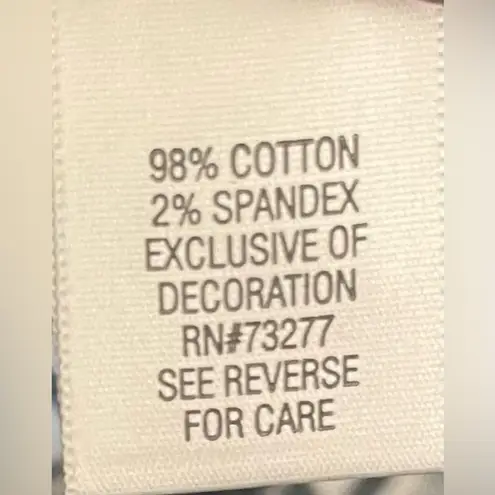 98% COTTON
2% SPANDEX
EXCLUSIVE OF
DECORATION
RN#73277
SEE REVERSE
FOR CARE